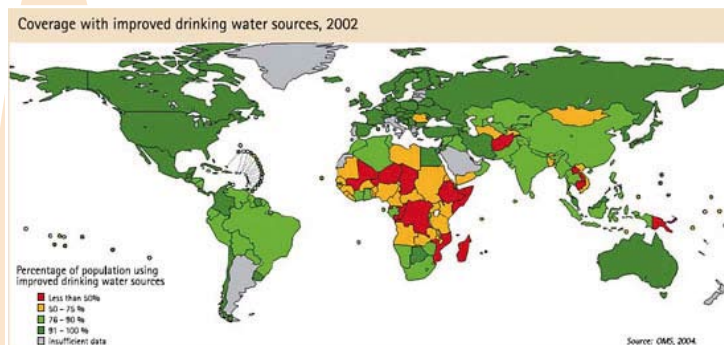 Coverage with improved drinking water sources, 2002
Percentage of population using
improved drinking water sources
Less than 50%
50 - 75 %
76 - 90 %
91 - 100 %
insufficient data
Source: OMS, 2004.